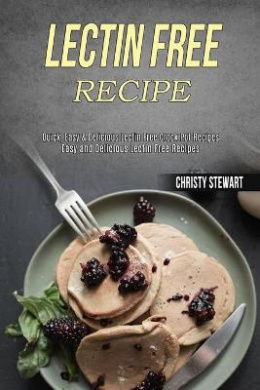 LECTIN FREE
RECIPE
Quick, Easy & Delicious Lectin Free Crock Pot Recipes
Easy and Delicious Lectin Free Recipes
CHRISTY STEWART